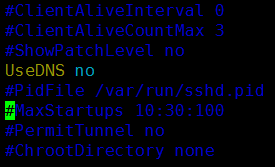 #ClientAliveInterval 0
#ClientAliveCountMax 3
#ShowPatchLevel no
UseDNS no
#PidFile /var/run/sshd.pid
#MaxStartups 10:30:100
#PermitTunnel no
#ChrootDirectory none